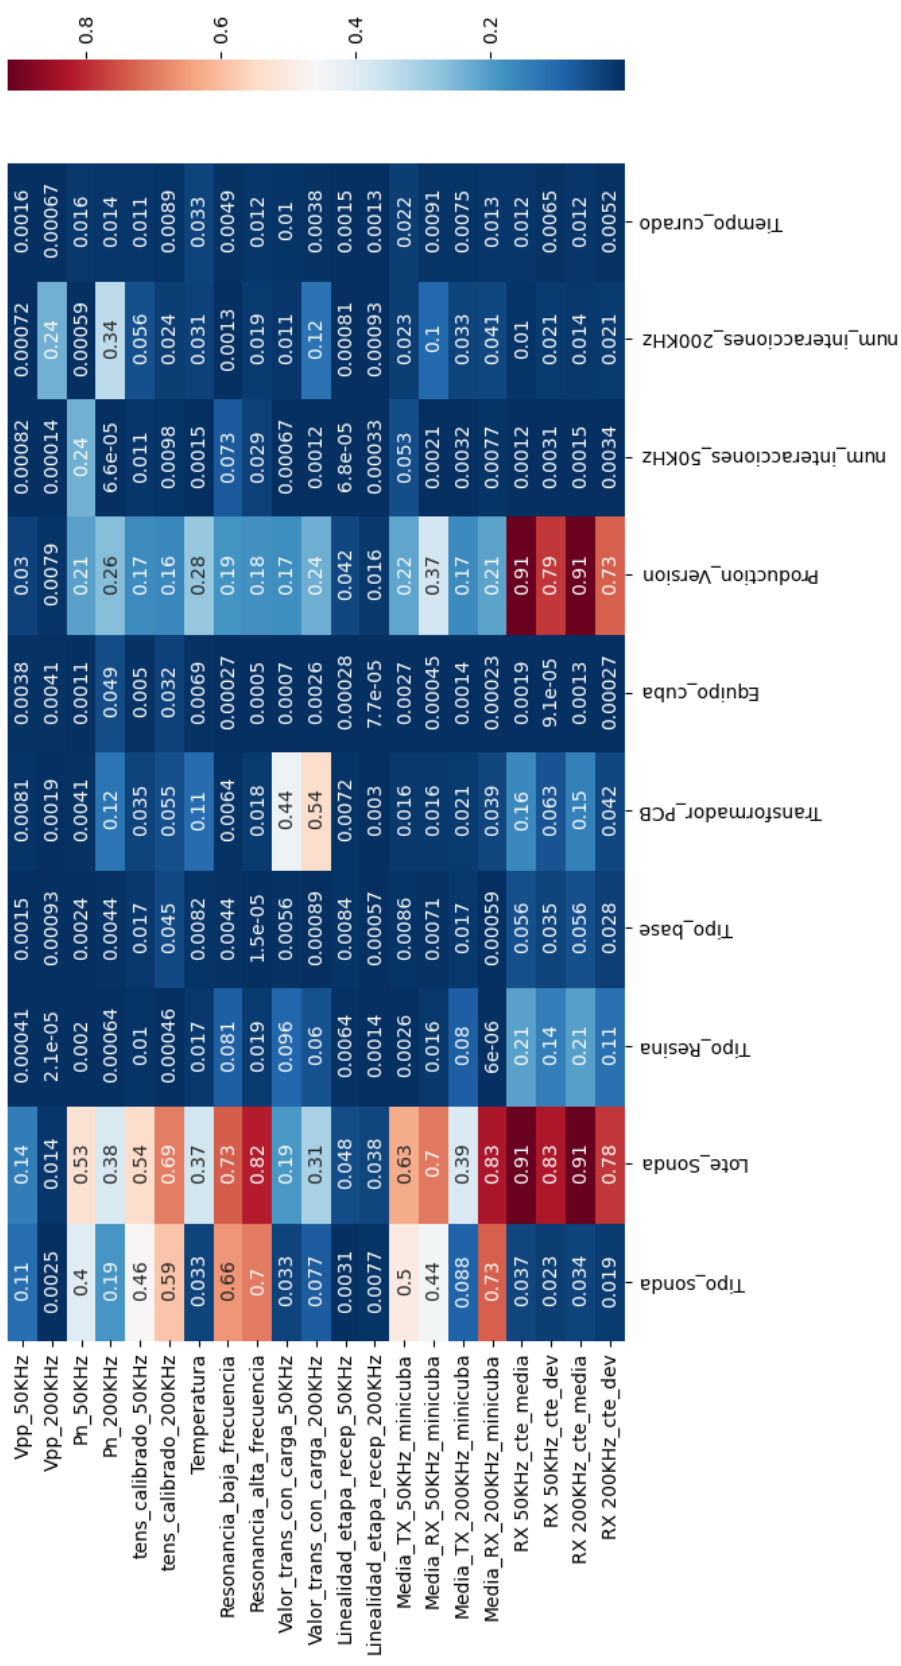 Vpp_50KHz 0.11 0.14 0.00041 0.0015 0.0081 0.0038 0.03 0.00082 0.00072 0.0016
Vpp_200KHz 0.0025 0.014 2.1e-05 0.00093 0.0019 0.0041 0.0079 0.00014 0.24 0.00067
Pn_50KHz 0.4 0.53 0.002 0.0024 0.0041 0.0011 0.21 0.24 0.00059 0.016
Pn_200KHz 0.19 0.38 0.00064 0.0044 0.12 0.049 0.26 6.6e-05 0.34 0.014
tens_calibrado_50KHz 0.46 0.54 0.01 0.017 0.035 0.005 0.17 0.011 0.056 0.011
tens_calibrado_200KHz 0.59 0.69 0.00046 0.045 0.055 0.032 0.16 0.0098 0.024 0.0089
Temperatura 0.033 0.37 0.017 0.0082 0.11 0.0069 0.28 0.0015 0.031 0.033
Resonancia_baja_frecuencia 0.66 0.73 0.081 0.0044 0.0064 0.00027 0.19 0.073 0.0013 0.0049
Resonancia_alta_frecuencia 0.7 0.82 0.019 1.5e-05 0.018 0.0005 0.18 0.029 0.019 0.012
Valor_trans_con_carga_50KHz 0.033 0.19 0.096 0.0056 0.44 0.0007 0.17 0.00067 0.011 0.01
Valor_trans_con_carga_200KHz 0.077 0.31 0.06 0.00089 0.54 0.0026 0.24 0.0012 0.12 0.0038
Linealidad_etapa_recep_50KHz 0.0031 0.048 0.0064 0.0084 0.0072 0.00028 0.042 6.8e-05 0.00081 0.0015
Linealidad_etapa_recep_200KHz 0.0077 0.038 0.0014 0.00057 0.003 7.7e-05 0.016 0.00033 0.00093 0.0013
Media_TX_50KHz_minicuba 0.5 0.63 0.0026 0.0086 0.016 0.0027 0.22 0.053 0.023 0.022
Media_RX_50KHz_minicuba 0.44 0.7 0.016 0.0071 0.016 0.00045 0.37 0.0021 0.1 0.0091
Media_TX_200KHz_minicuba 0.088 0.39 0.08 0.017 0.021 0.0014 0.17 0.0032 0.033 0.0075
Media_RX_200KHz_minicuba 0.73 0.83 6e-06 0.00059 0.039 0.00023 0.21 0.0077 0.041 0.013
RX 50KHz_cte_media 0.037 0.91 0.21 0.056 0.16 0.0019 0.91 0.0012 0.01 0.012
RX 50KHz_cte_dev 0.023 0.83 0.14 0.035 0.063 9.1e-05 0.79 0.0031 0.021 0.0065
RX 200KHz_cte_media 0.034 0.91 0.21 0.056 0.15 0.0013 0.91 0.0015 0.014 0.012
RX 200KHz_cte_dev 0.019 0.78 0.11 0.028 0.042 0.00027 0.73 0.0034 0.021 0.0052
Tipo_sonda
Lote_Sonda
Tipo_Resina
Tipo_base
Transformador_PCB
Equipo_cuba
Production_Version
num_interacciones_50KHz
num_interacciones_200KHz
Tiempo_curado
0.8
0.6
0.4
0.2